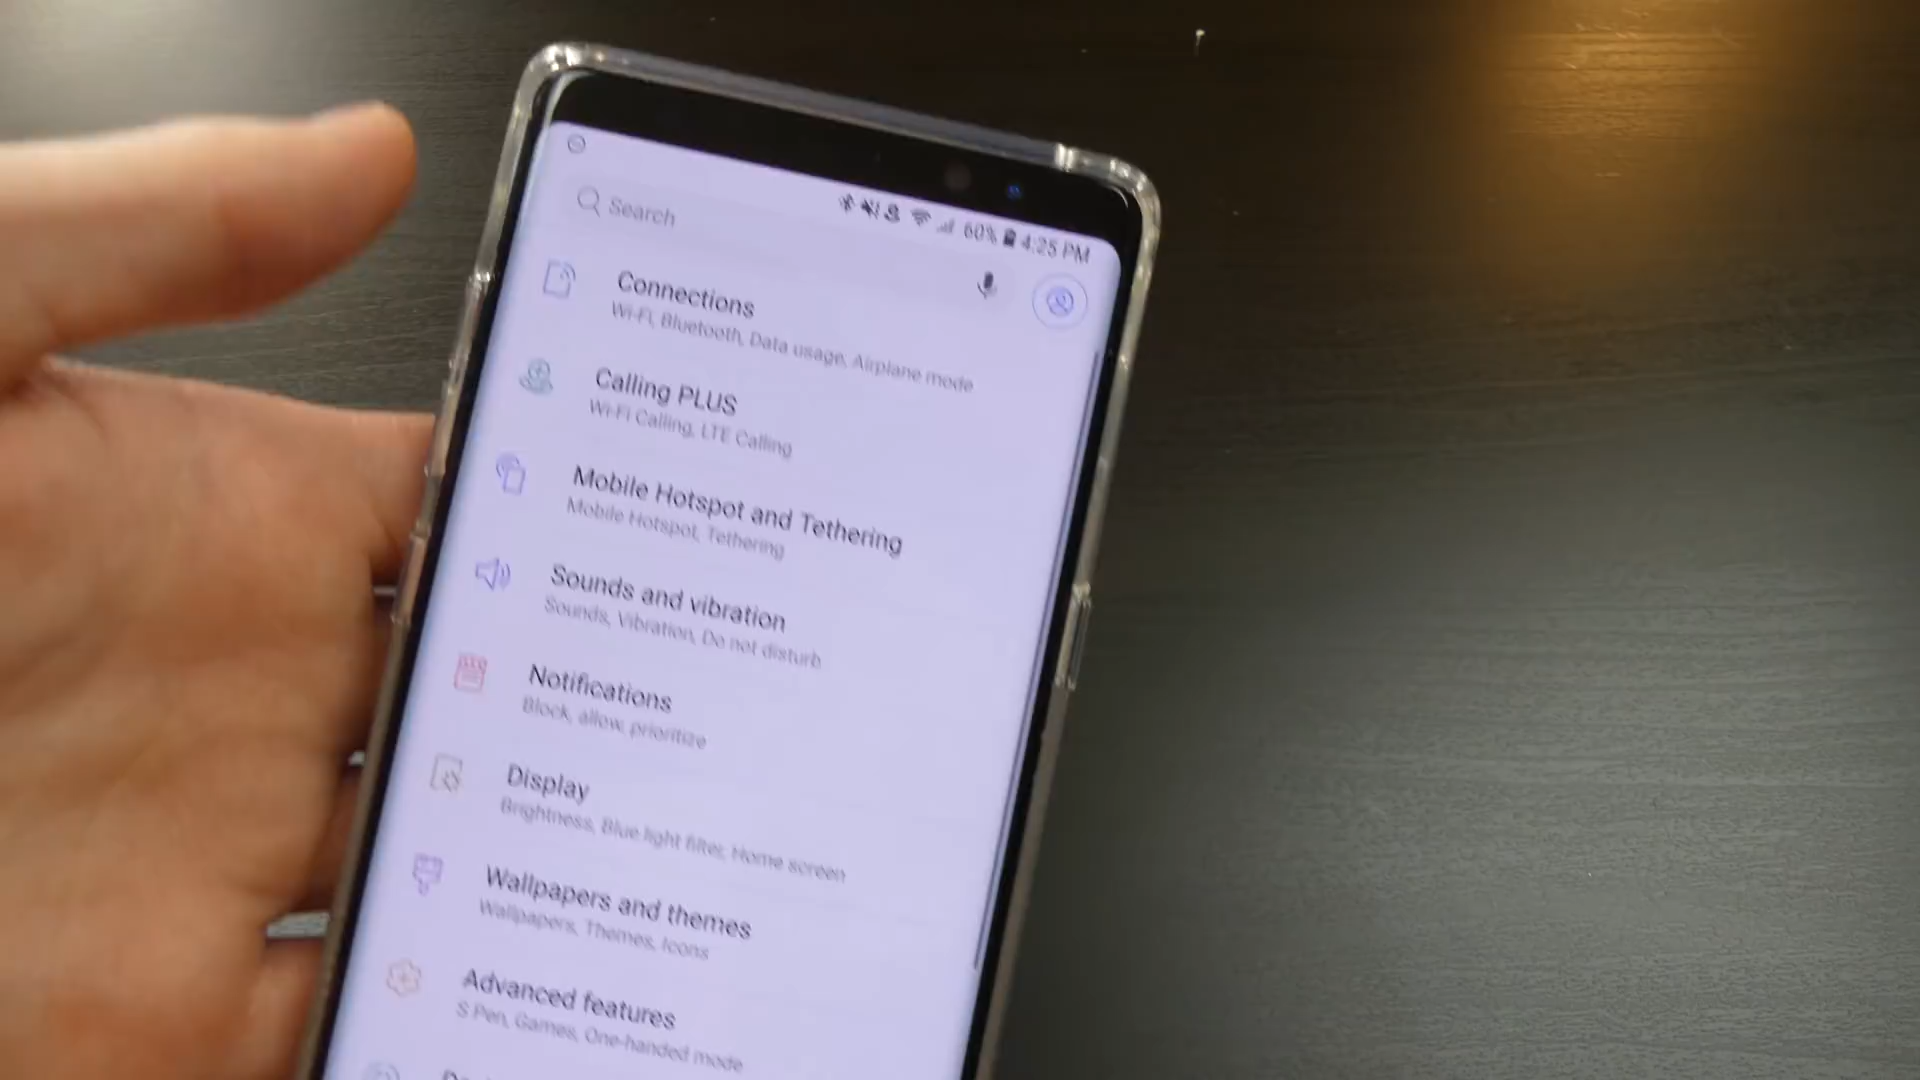 60% 4:25 PM
Search
Connections
Wi-Fi, Bluetooth, Data usage, Airplane mode
Calling PLUS
Wi-Fi Calling, LTE Calling
Mobile Hotspot and Tethering
Mobile Hotspot, Tethering
Sounds and vibration
Sounds, Vibration, Do not disturb
Notifications
Block, allow, prioritize
Display
Brightness, Blue light filter, Home screen
Wallpapers and themes
Wallpapers, Themes, Icons
Advanced features
S Pen, Games, One-handed mode